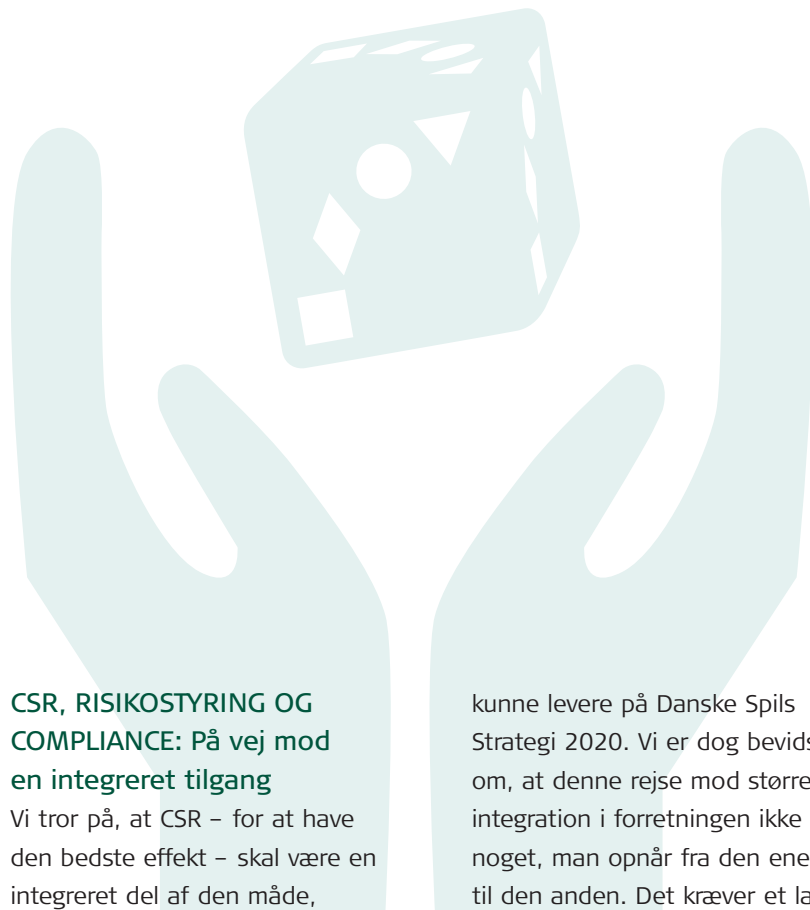 CSR, RISIKOSTYRING OG
COMPLIANCE: På vej mod
en integreret tilgang
Vi tror på, at CSR – for at have
den bedste effekt – skal være en
integreret del af den måde,
kunne levere på Danske Spils
Strategi 2020. Vi er dog
om, at denne rejse mod større
integration i forretningen ikke
noget, man opnår fra den ene
til den anden. Det kræver et